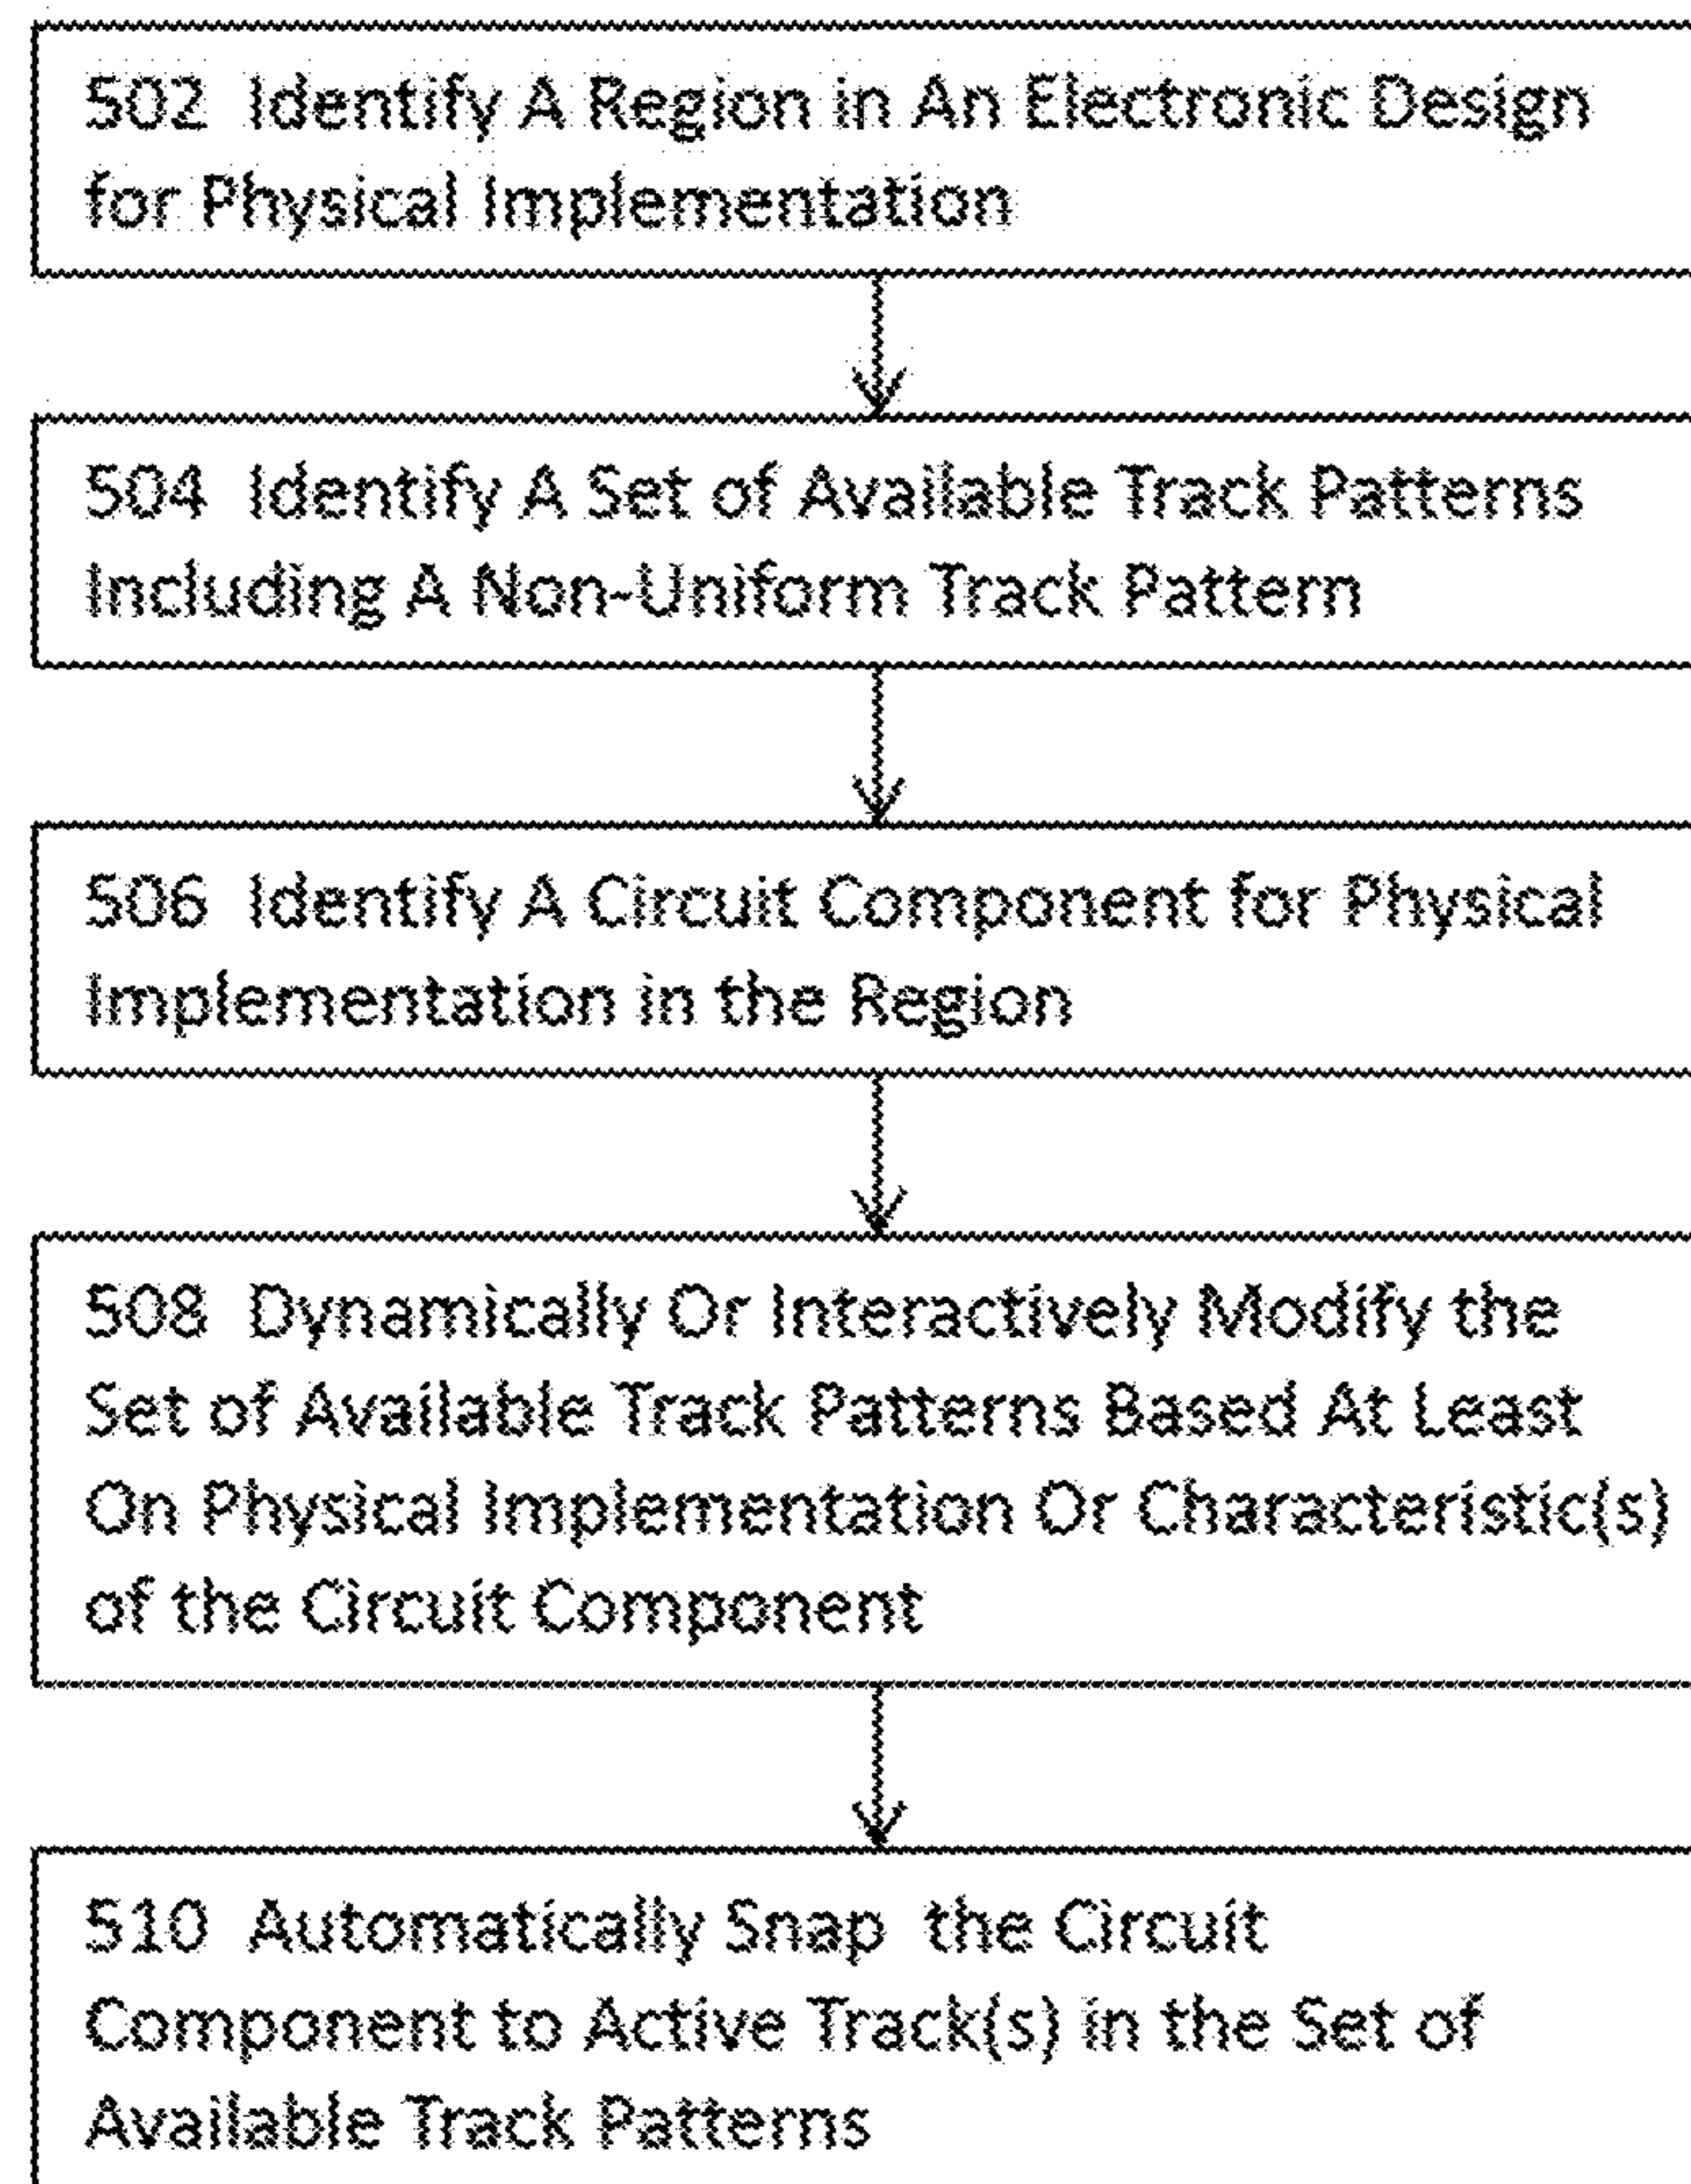 502 Identify A Region in An Electronic Design
for Physical Implementation
504 Identify A Set of Available Track Patterns
Including A Non-Uniform Track Pattern
506 Identify A Circuit Component for Physical
Implementation in the Region
508 Dynamically Or Interactively Modify the
Set of Available Track Patterns Based At Least
On Physical Implementation Or Characteristic(s)
of the Circuit Component
510 Automatically Snap the Circuit
Component to Active Track(s) in the Set of
Available Track Patterns